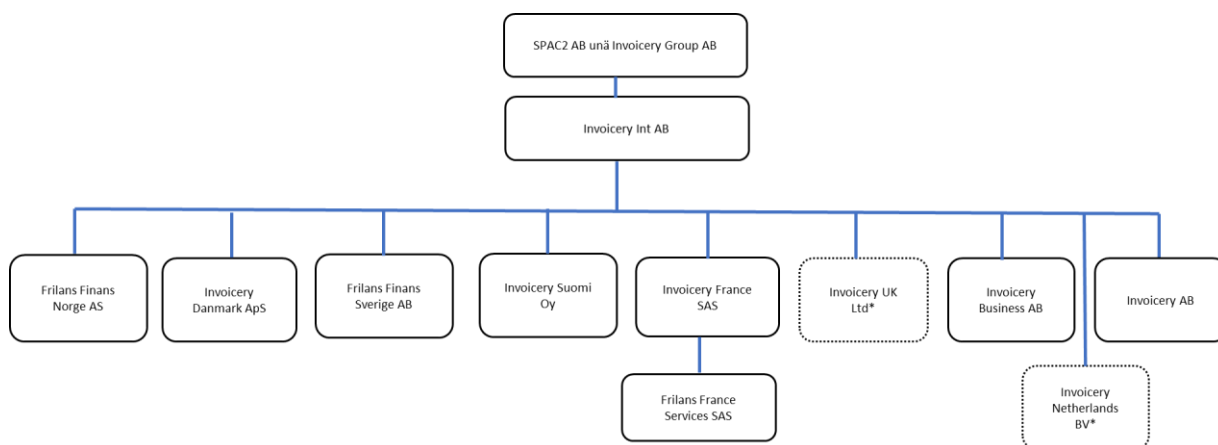 SPAC2 AB unä Invoicery Group AB
Invoicery Int AB
Frilans Finans
Norge AS
Invoicery
Danmark ApS
Frilans Finans
Sverige AB
Invoicery Suomi
Oy
Invoicery France
SAS
Invoicery UK
Ltd*
Invoicery
Business AB
Invoicery AB
Frilans France
Services SAS
Invoicery
Netherlands
BV*